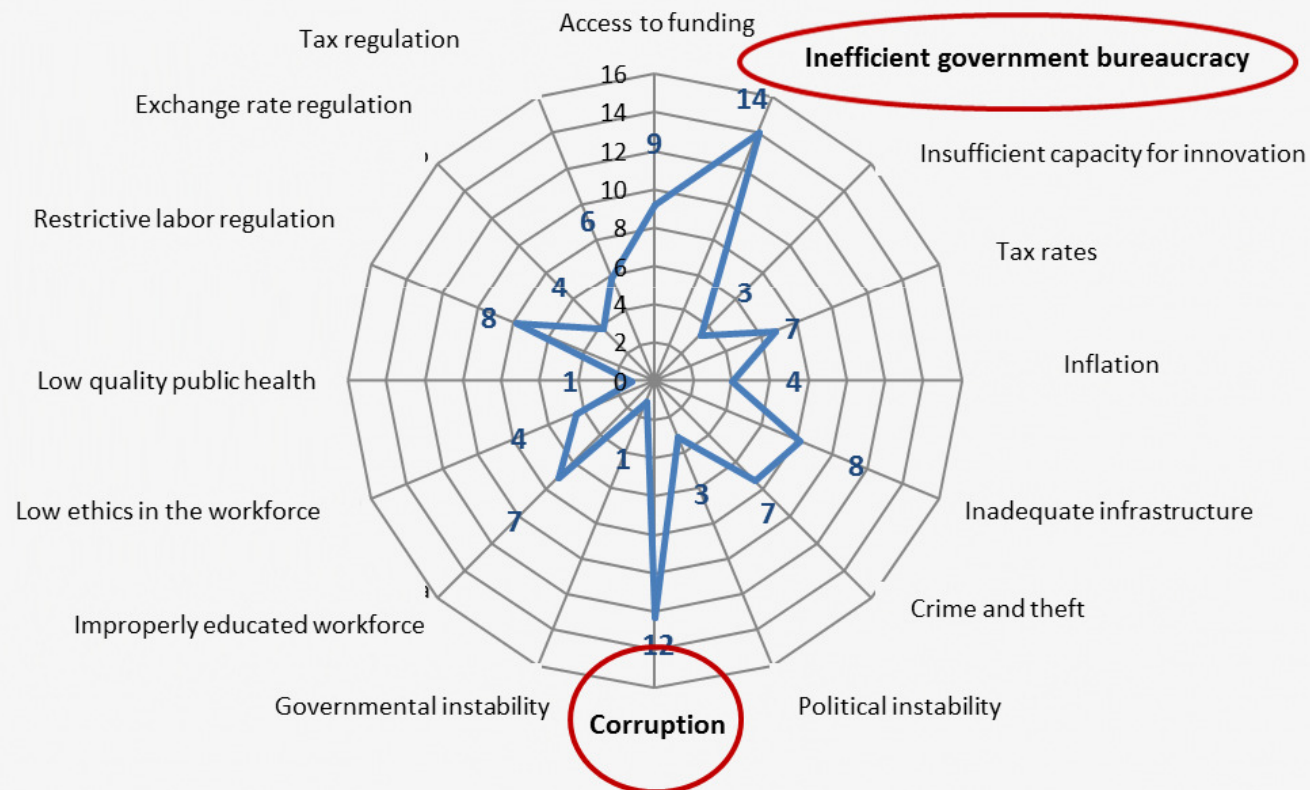 Access to funding
Tax regulation
Inefficient government bureaucracy
Exchange rate regulation
Insufficient capacity for innovation
Restrictive labor regulation
Tax rates
Low quality public health
Inflation
Low ethics in the workforce
Inadequate infrastructure
Improperly educated workforce
Crime and theft
Governmental instability
Corruption
Political instability
16
14
12
10
8
6
4
2
0
9
14
3
7
4
8
7
3
12
1
7
4
1
8
4
6